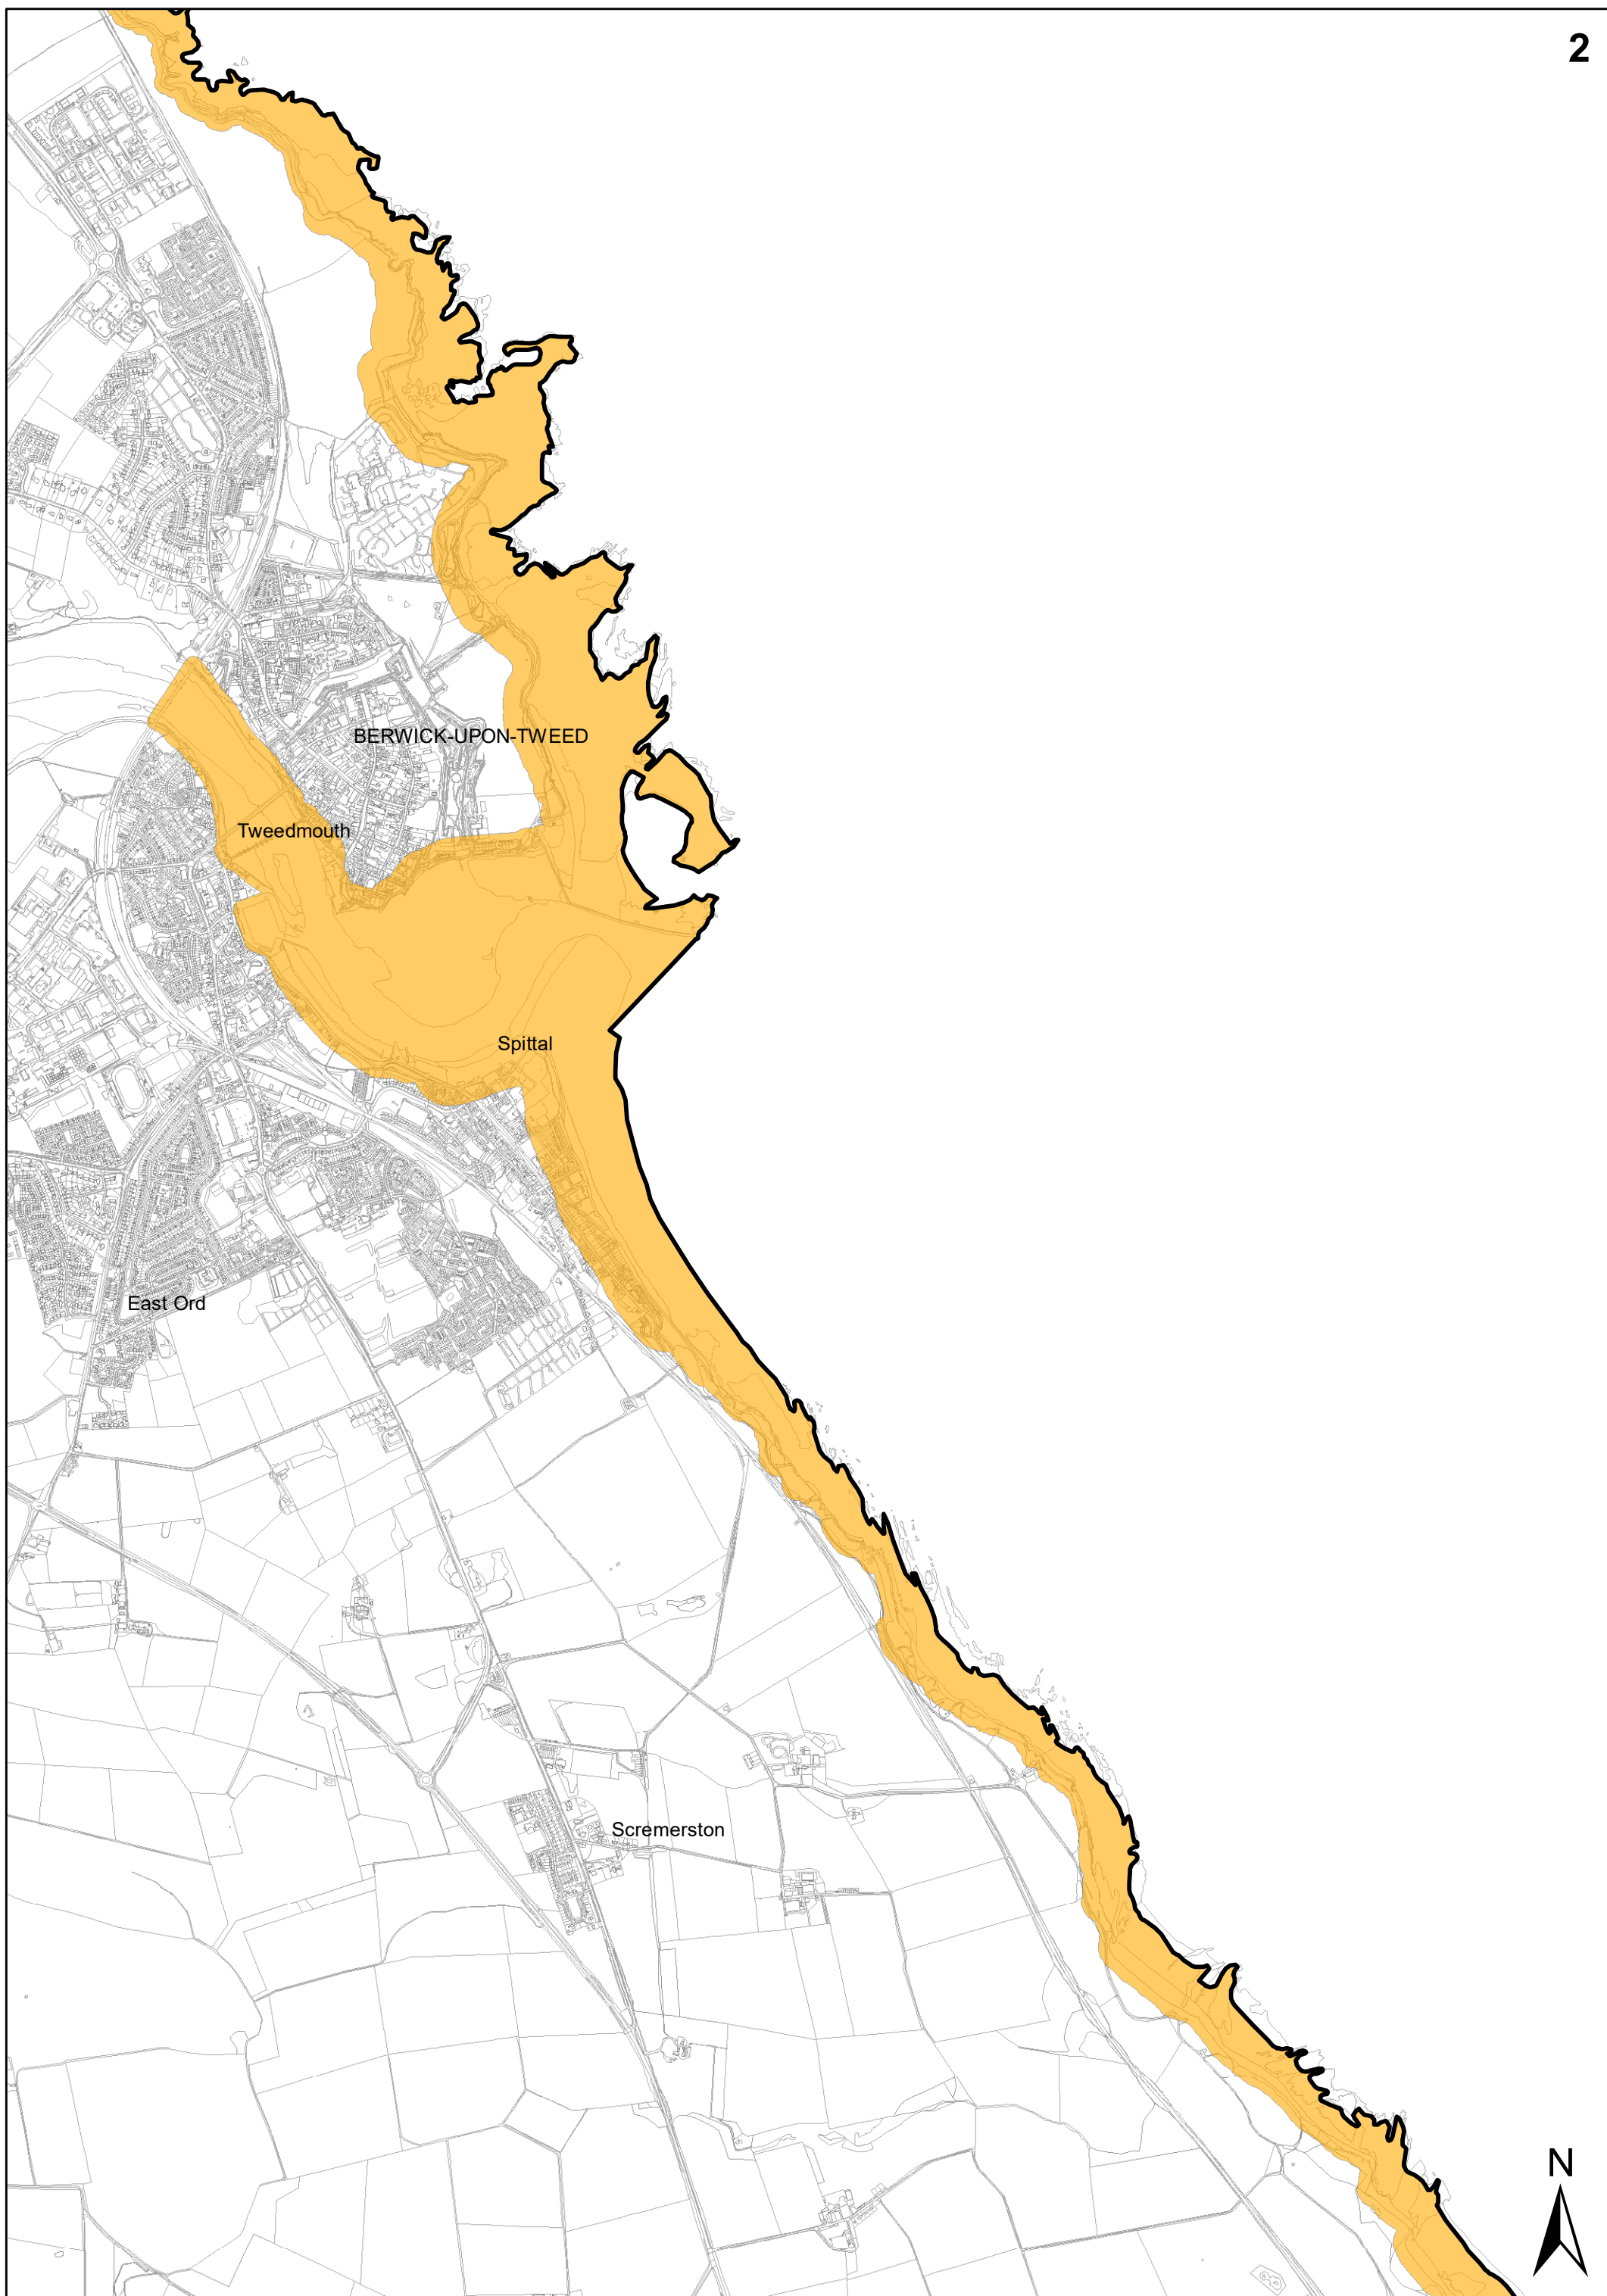 2
BERWICK-UPON-TWEED
Tweedmouth
Spittal
East Ord
Scremerston
N